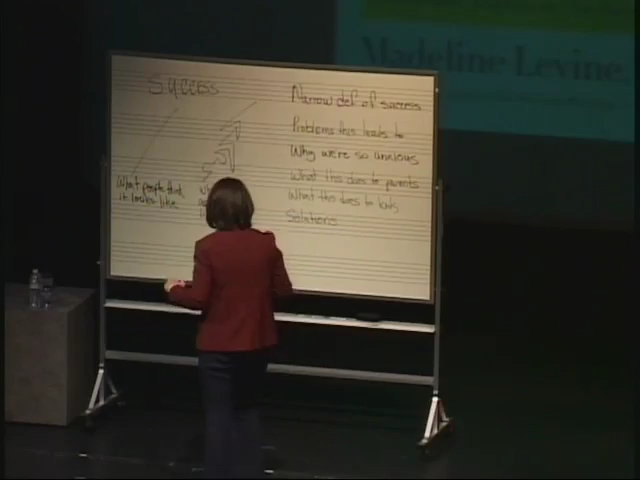 Madeline Levine
SUCCESS
What people think
it looks like
Narrow def of success
Problems this leads to
Why we're so anxious
What this does to parents
What this does to kids
Solutions